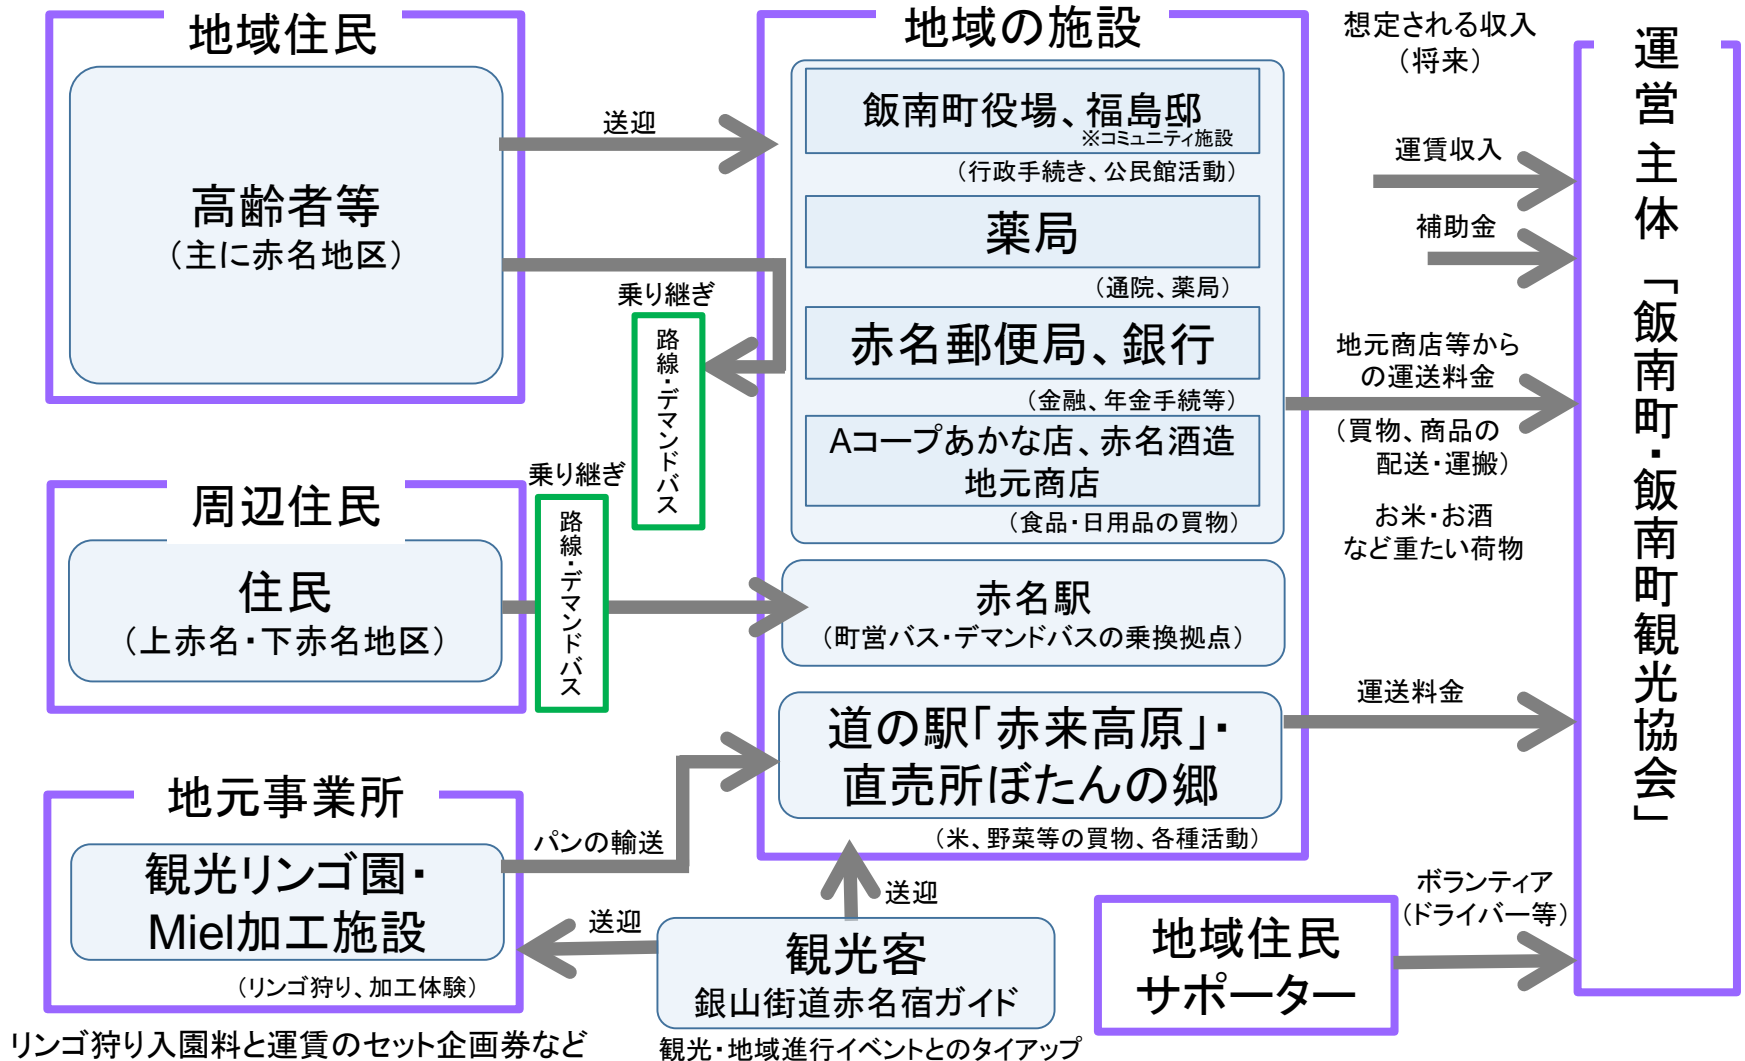 地域住民
高齢者等
（主に赤名地区）
送迎
乗り継ぎ
路線・デマンドバス
周辺住民
住民
（上赤名・下赤名地区）
乗り継ぎ
路線・デマンドバス
地元事業所
観光リンゴ園・
Miel加工施設
（リンゴ狩り、加工体験）
リンゴ狩り入園料と運賃のセット企画券など
パンの輸送
送迎
送迎
観光客
銀山街道赤名宿ガイド
観光・地域進行イベントとのタイアップ
地域の施設
飯南町役場、福島邸
※コミュニティ施設
（行政手続き、公民館活動）
薬局
（通院、薬局）
赤名郵便局、銀行
（金融、年金手続等）
Aコープあかな店、赤名酒造
地元商店
（食品・日用品の買物）
赤名駅
（町営バス・デマンドバスの乗換拠点）
道の駅「赤来高原」・
直売所ぼたんの郷
（米、野菜等の買物、各種活動）
想定される収入
（将来）
運賃収入
補助金
地元商店等から
の運送料金
（買物、商品の
配送・運搬）
お米・お酒
など重たい荷物
運送料金
ボランティア
（ドライバー等）
地域住民
サポーター
運営主体「飯南町・飯南町観光協会」